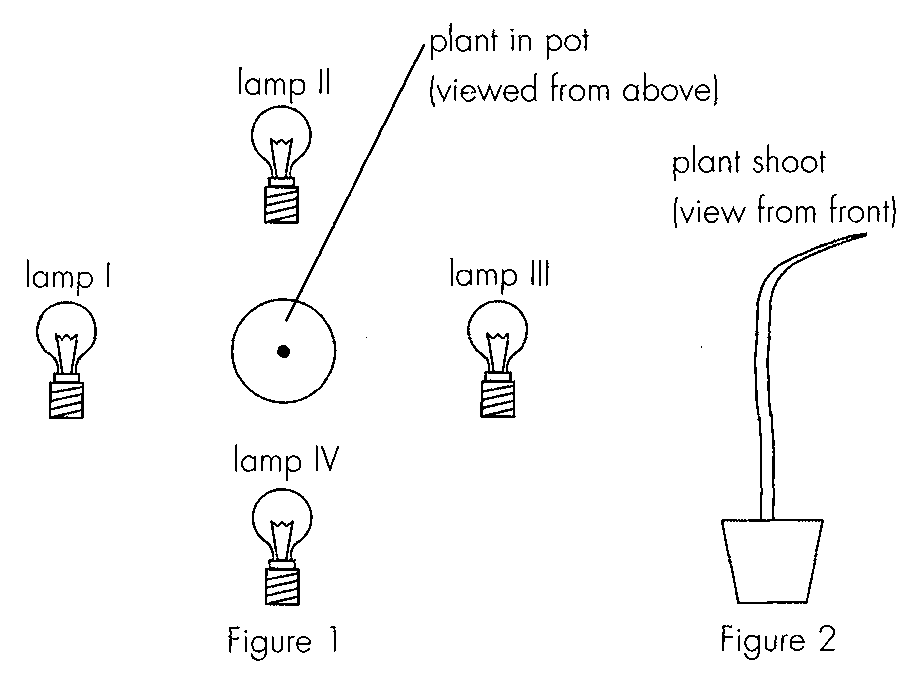 plant in pot
(viewed from above)
lamp II
plant shoot
(view from front)
lamp I
lamp III
lamp IV
Figure 1
Figure 2